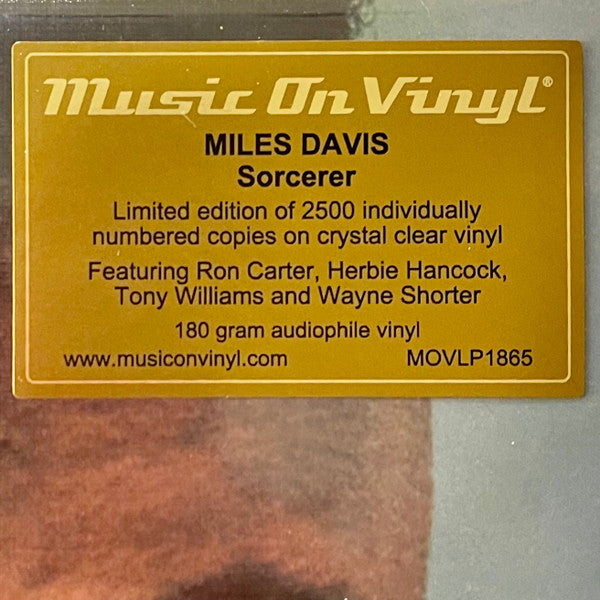 Music On Vinyl®
MILES DAVIS
Sorcerer
Limited edition of 2500 individually
numbered copies on crystal clear vinyl
Featuring Ron Carter, Herbie Hancock,
Tony Williams and Wayne Shorter
180 gram audiophile vinyl
www.musiconvinyl.com MOVLP1865